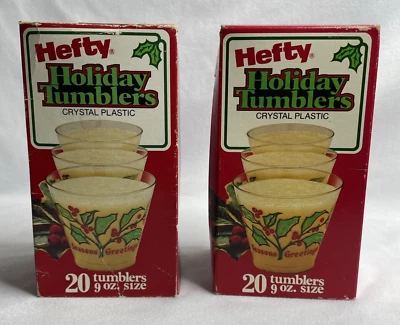 Hefty®
Holiday
Tumblers
CRYSTAL PLASTIC
Seasons Greetings
20 tumblers
9 oz. size
Hefty®
Holiday
Tumblers
CRYSTAL PLASTIC
Seasons Greetings
20 tumblers
9 oz. size